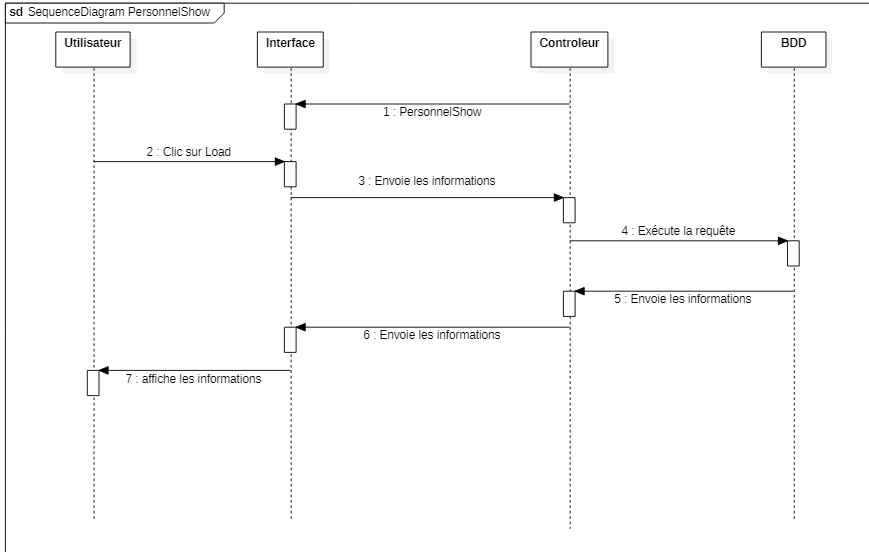 sd SequenceDiagram PersonnelShow
Utilisateur
Interface
Controleur
BDD
1 : PersonnelShow
2 : Clic sur Load
3 : Envoie les informations
4 : Exécute la requête
5 : Envoie les informations
6 : Envoie les informations
7 : affiche les informations